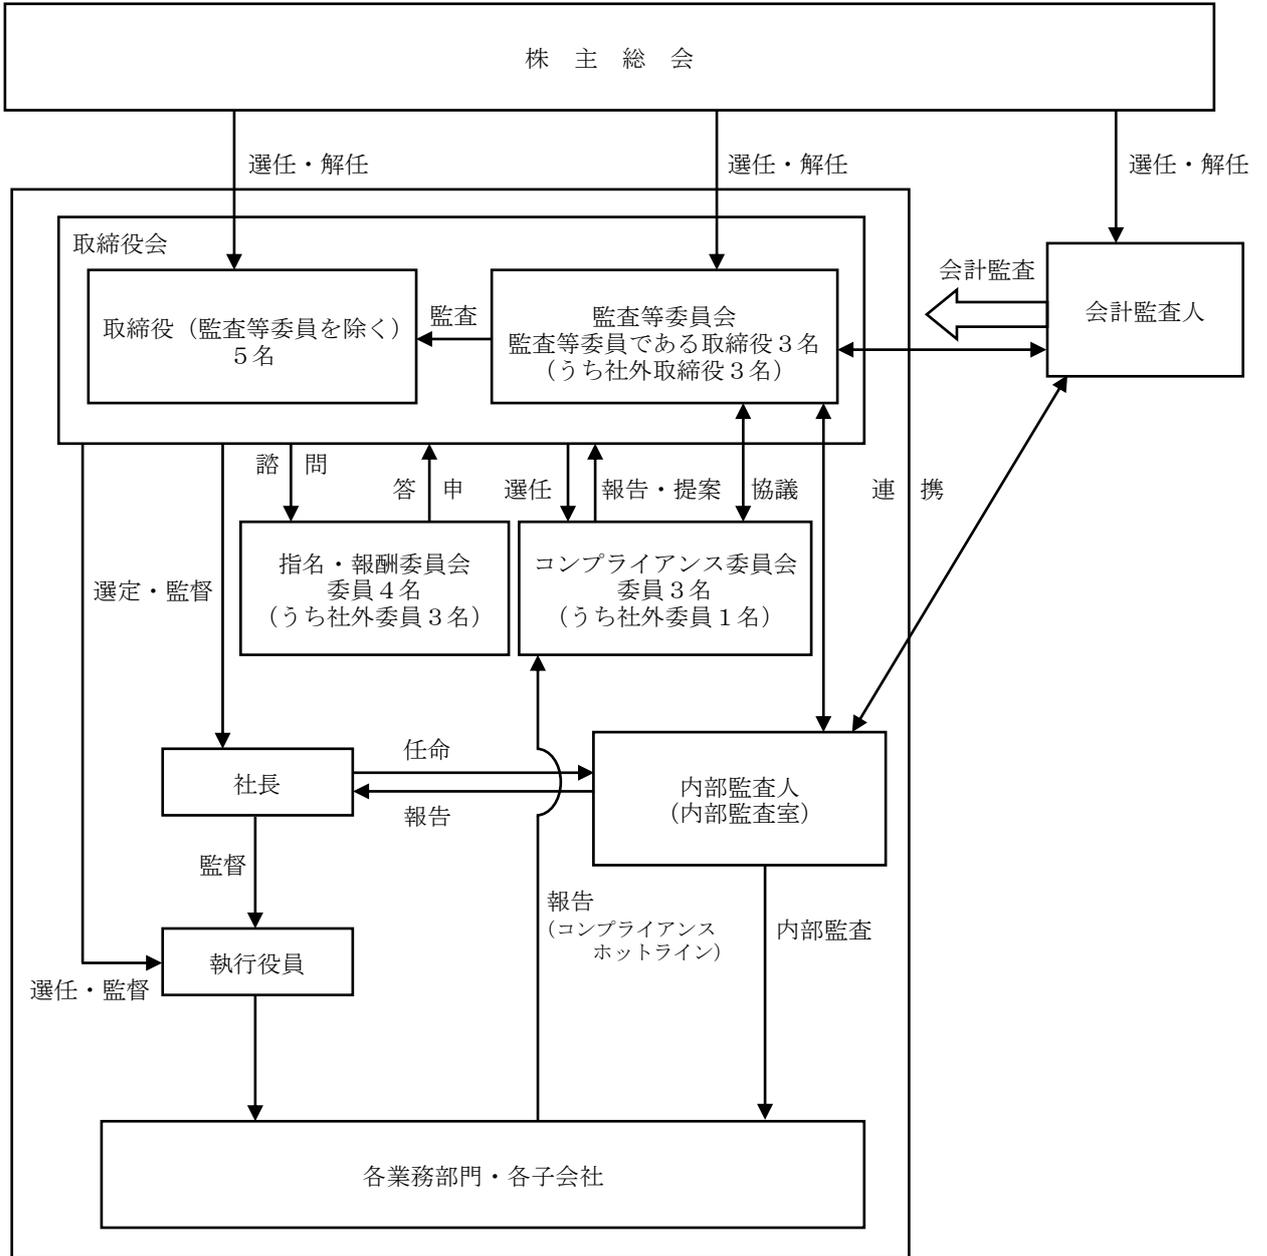 株　主　総　会
選任・解任
選任・解任
選任・解任
取締役会
取締役（監査等委員を除く）
５名
監査
監査等委員会
監査等委員である取締役３名
（うち社外取締役３名）
会計監査
会計監査人
諮　問
答　申
選任
報告・提案
協議
連　携
選定・監督
指名・報酬委員会
委員４名
（うち社外委員３名）
コンプライアンス委員会
委員３名
（うち社外委員１名）
社長
任命
報告
内部監査人
（内部監査室）
監督
報告
（コンプライアンス
ホットライン）
内部監査
執行役員
選任・監督
各業務部門・各子会社